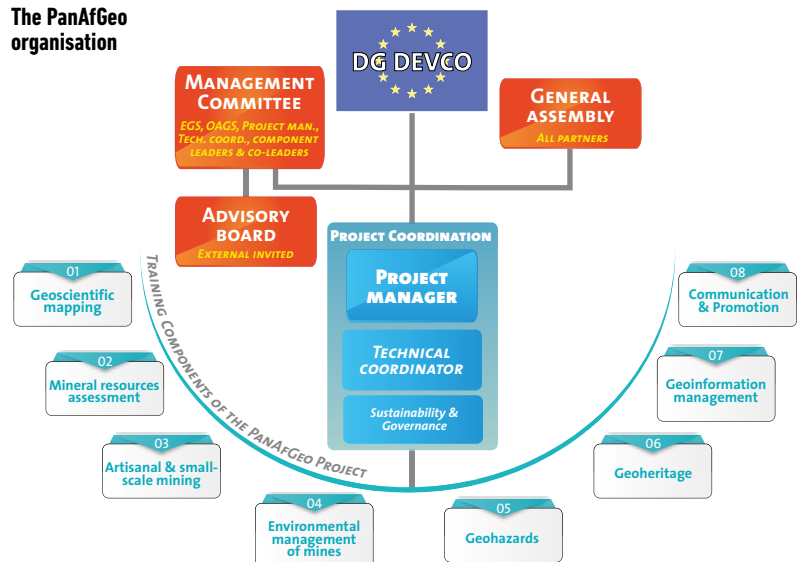 The PanAfGeo
organisation
DG DEVCO
MANAGEMENT
COMMITTEE
EGS, OAGS, PROJECT MAN.,
TECH. COORD., COMPONENT
LEADERS & CO-LEADERS
GENERAL
ASSEMBLY
ALL PARTNERS
ADVISORY
BOARD
EXTERNAL INVITED
PROJECT COORDINATION
PROJECT
MANAGER
TECHNICAL
COORDINATOR
Sustainability &
Governance
TRAINING COMPONENTS OF THE PANAFGEO PROJECT
01
Geoscientific
mapping
02
Mineral resources
assessment
03
Artisanal & small-
scale mining
04
Environmental
management
of mines
05
Geohazards
06
Geoheritage
07
Geoinformation
management
08
Communication
& Promotion